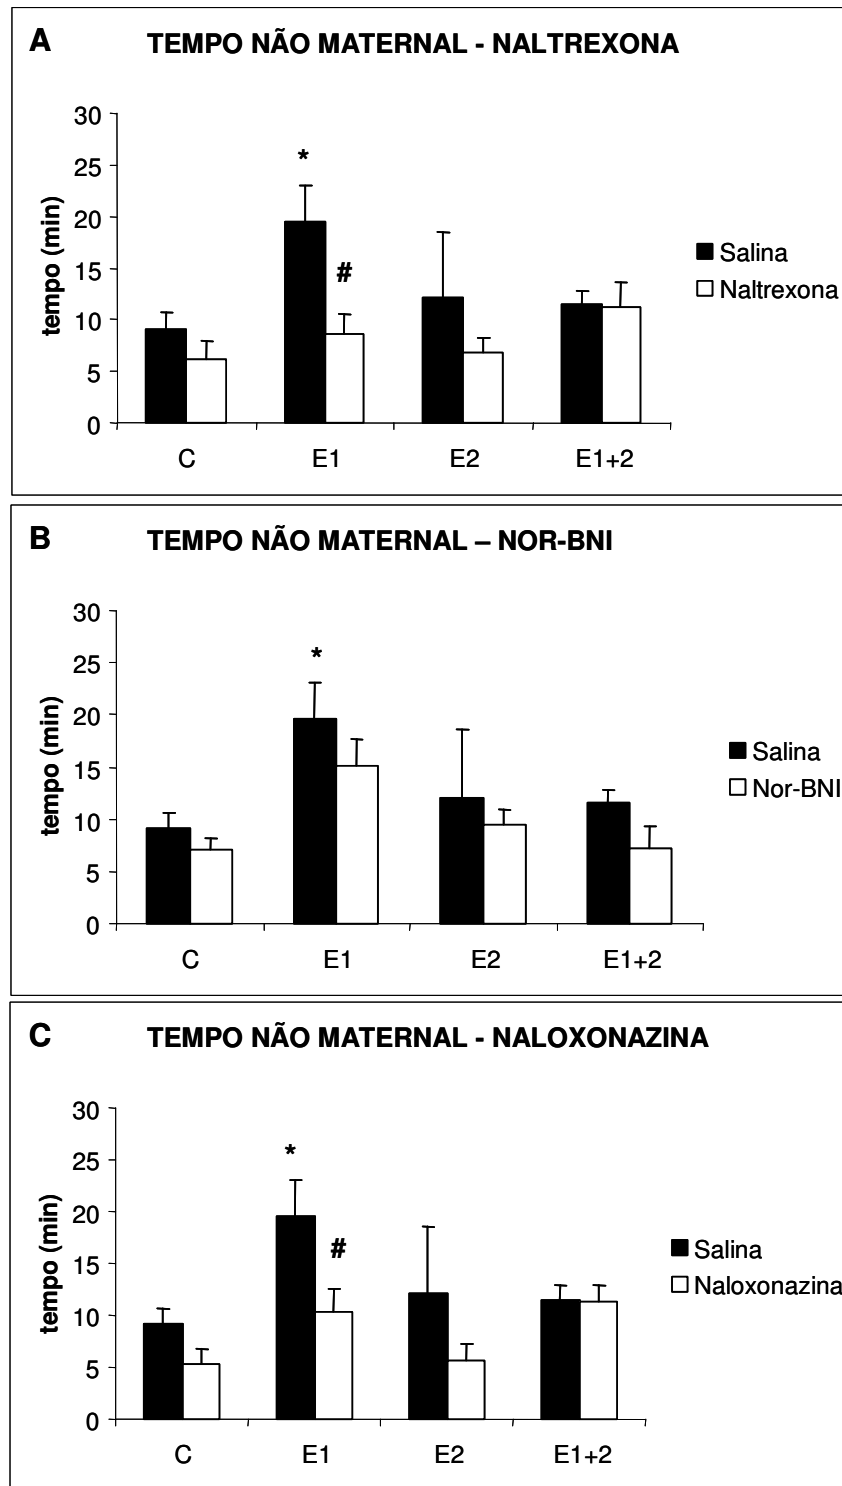 A
TEMPO NÃO MATERNAL - NALTREXONA
30
25
20
15
10
5
0
tempo (min)
*
#
C E1 E2 E1+2
Salina
Naltrexona
B
TEMPO NÃO MATERNAL – NOR-BNI
30
25
20
15
10
5
0
tempo (min)
*
C E1 E2 E1+2
Salina
Nor-BNI
C
TEMPO NÃO MATERNAL - NALOXONAZINA
30
25
20
15
10
5
0
tempo (min)
*
#
C E1 E2 E1+2
Salina
Naloxonazina